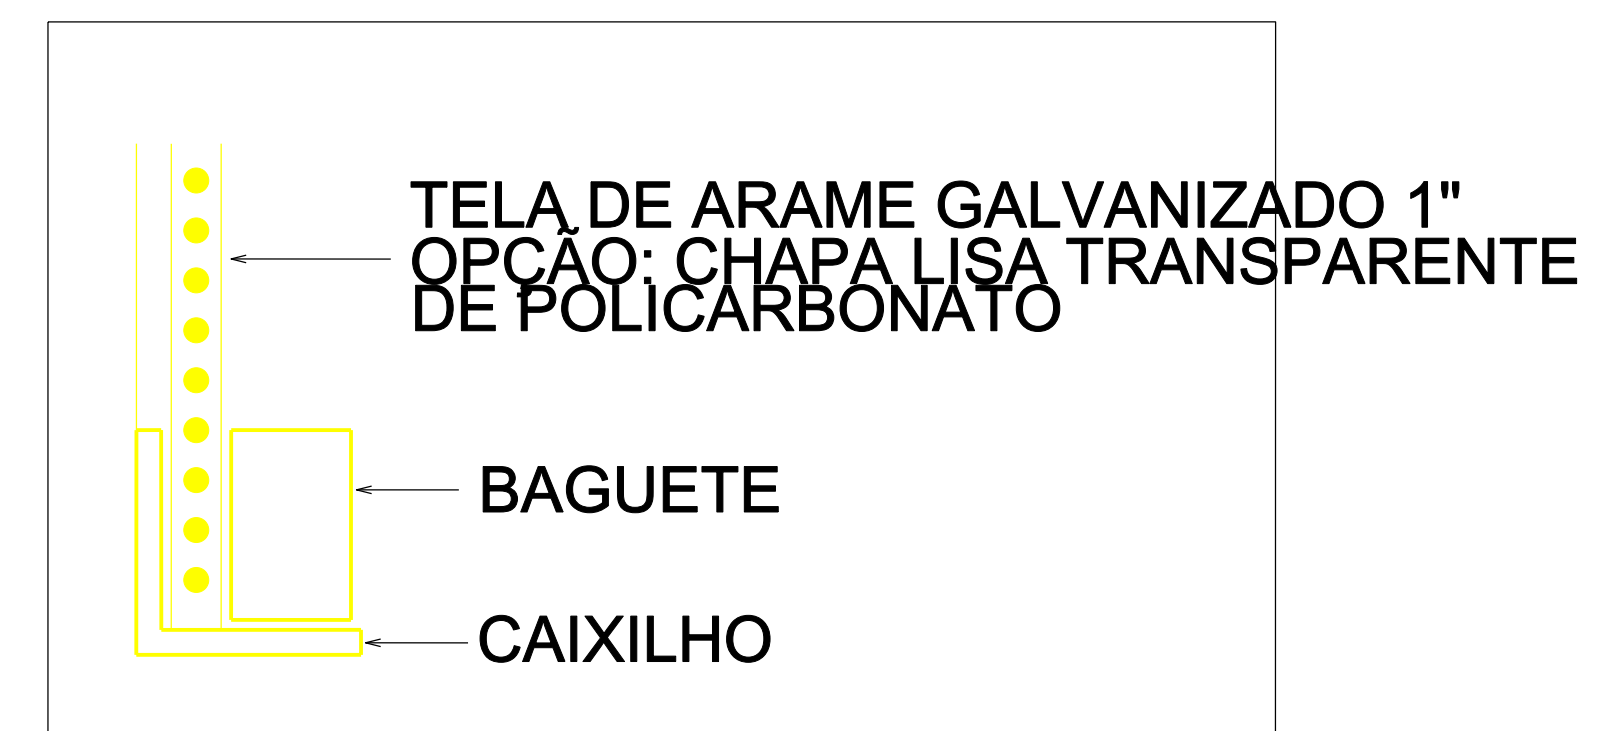 TELA DE ARAME GALVANIZADO 1"
OPÇÃO: CHAPA LISA TRANSPARENTE
DE POLICARBONATO
BAGUETE
CAIXILHO